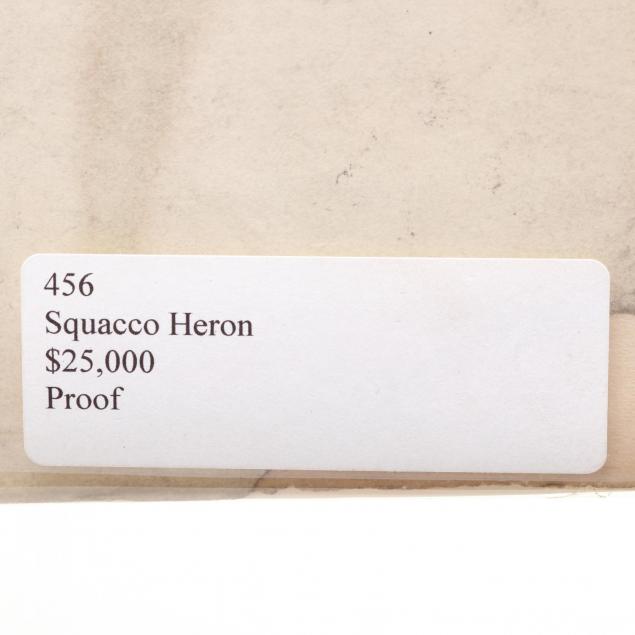 456
Squacco Heron
$25,000
Proof